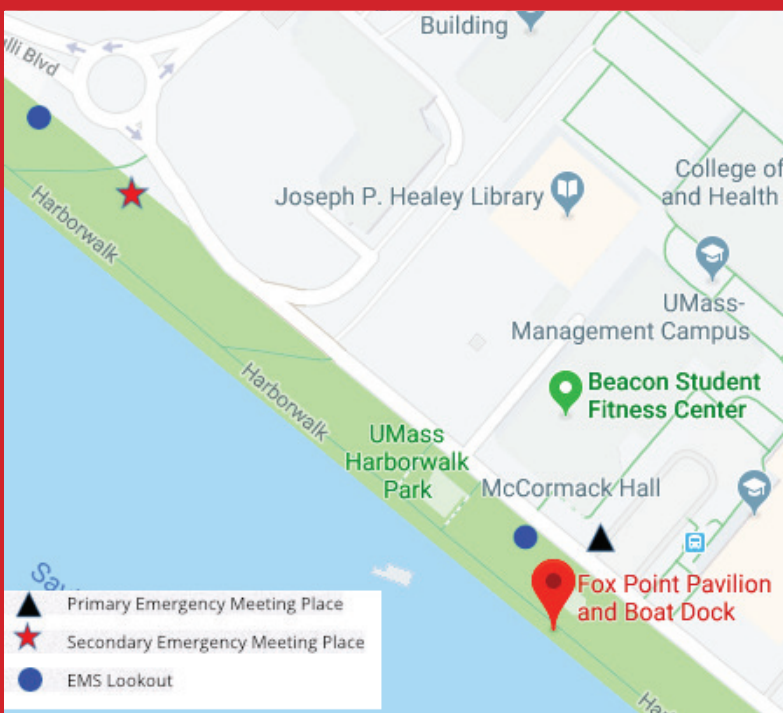 Building
Blvd
College of
and Health
Joseph P. Healey Library
Harborwalk
UMass-
Management Campus
Harborwalk
Beacon Student
Fitness Center
UMass
Harborwalk
Park
McCormack Hall
Fox Point Pavilion
and Boat Dock
Primary Emergency Meeting Place
Secondary Emergency Meeting Place
EMS Lookout